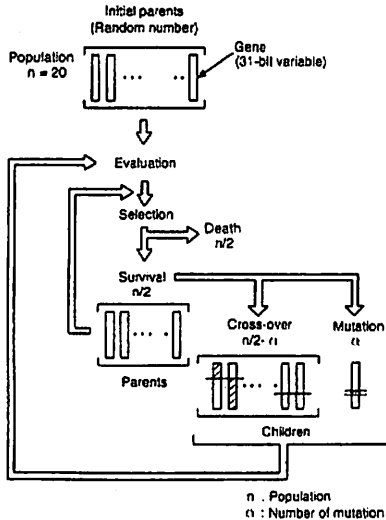 Initial parents
(Random number)
Population
n = 20
Gene
(31-bit variable)
Evaluation
Selection
Death
n/2
Survival
n/2
Cross-over
n/2- α
Mutation
α
Parents
Children
n . Population
α : Number of mutation